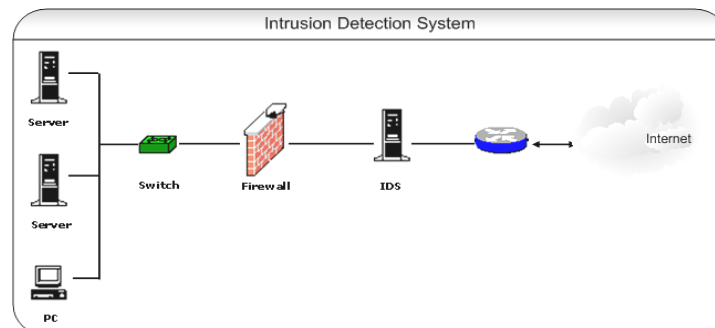 Intrusion Detection System
Server
Switch
Firewall
IDS
Internet
Server
PC